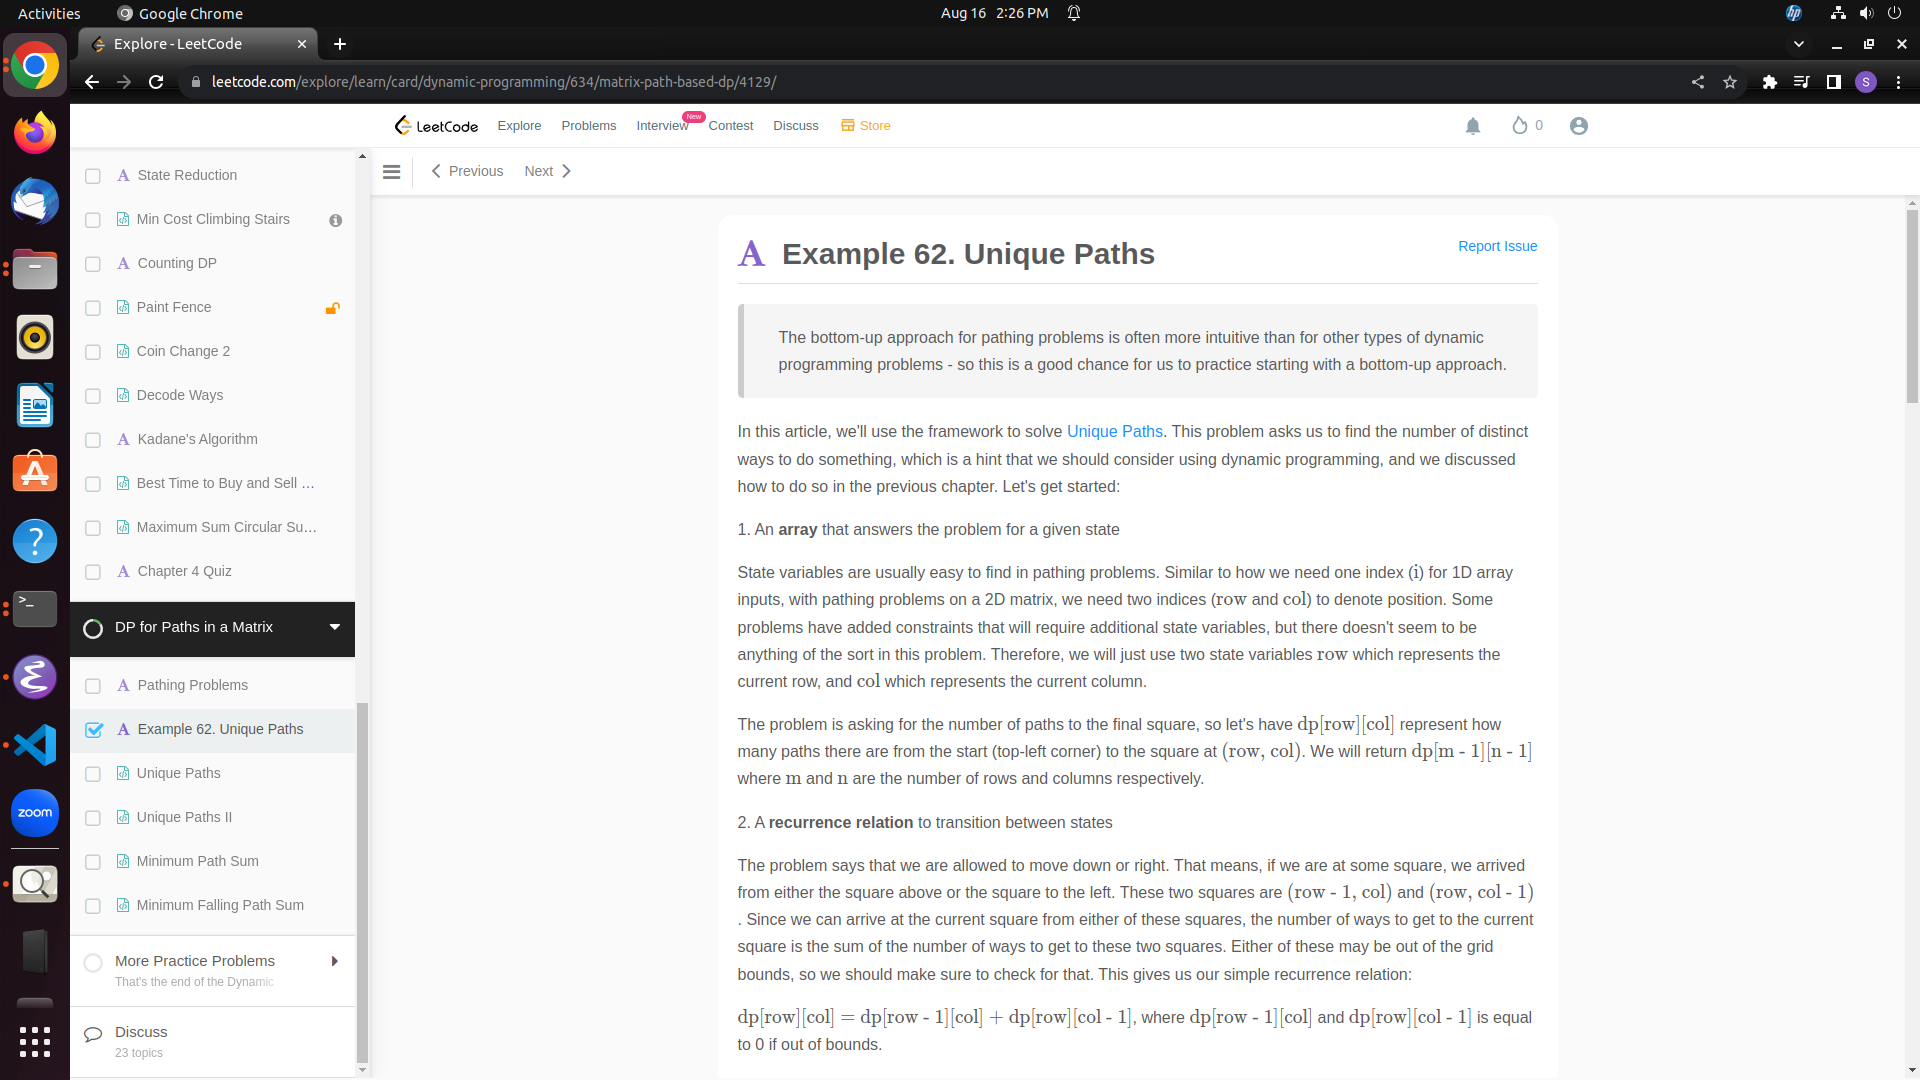 Activities
Google Chrome
Aug 16 2:26 PM
hp
Explore - LeetCode
leetcode.com/explore/learn/card/dynamic-programming/634/matrix-path-based-dp/4129/
S
LeetCode
Explore
Problems
Interview
New
Contest
Discuss
Store
0
Previous
Next
A State Reduction
Min Cost Climbing Stairs
A Counting DP
Paint Fence
Coin Change 2
Decode Ways
A Kadane's Algorithm
Best Time to Buy and Sell ...
Maximum Sum Circular Su...
A Chapter 4 Quiz
DP for Paths in a Matrix
A Pathing Problems
A Example 62. Unique Paths
Unique Paths
Unique Paths II
Minimum Path Sum
Minimum Falling Path Sum
More Practice Problems
That's the end of the Dynamic
Discuss
23 topics
zoom
A Example 62. Unique Paths
Report Issue
The bottom-up approach for pathing problems is often more intuitive than for other types of dynamic
programming problems - so this is a good chance for us to practice starting with a bottom-up approach.
In this article, we'll use the framework to solve Unique Paths. This problem asks us to find the number of distinct
ways to do something, which is a hint that we should consider using dynamic programming, and we discussed
how to do so in the previous chapter. Let's get started:
1. An array that answers the problem for a given state
State variables are usually easy to find in pathing problems. Similar to how we need one index (i) for 1D array
inputs, with pathing problems on a 2D matrix, we need two indices (row and col) to denote position. Some
problems have added constraints that will require additional state variables, but there doesn't seem to be
anything of the sort in this problem. Therefore, we will just use two state variables row which represents the
current row, and col which represents the current column.
The problem is asking for the number of paths to the final square, so let's have dp[row][col] represent how
many paths there are from the start (top-left corner) to the square at (row, col). We will return dp[m - 1][n - 1]
where m and n are the number of rows and columns respectively.
2. A recurrence relation to transition between states
The problem says that we are allowed to move down or right. That means, if we are at some square, we arrived
from either the square above or the square to the left. These two squares are (row - 1, col) and (row, col - 1)
. Since we can arrive at the current square from either of these squares, the number of ways to get to the current
square is the sum of the number of ways to get to these two squares. Either of these may be out of the grid
bounds, so we should make sure to check for that. This gives us our simple recurrence relation:
dp[row][col] = dp[row - 1][col] + dp[row][col - 1], where dp[row - 1][col] and dp[row][col - 1] is equal
to 0 if out of bounds.